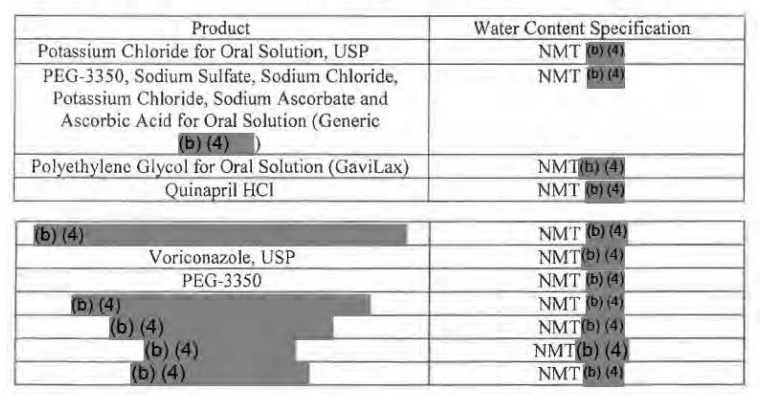 Product Water Content Specification
Potassium Chloride for Oral Solution, USP NMT (b) (4)
PEG-3350, Sodium Sulfate, Sodium Chloride, NMT (b) (4)
Potassium Chloride, Sodium Ascorbate and
Ascorbic Acid for Oral Solution (Generic
(b) (4) )
Polyethylene Glycol for Oral Solution (GaviLax) NMT(b) (4)
Quinapril HCl NMT (b) (4)
(b) (4) NMT (b) (4)
Voriconazole, USP NMT(b) (4)
PEG-3350 NMT (b) (4)
(b) (4) NMT (b) (4)
(b) (4) NMT(b) (4)
(b) (4) NMT(b) (4)
(b) (4) NMT (b) (4)